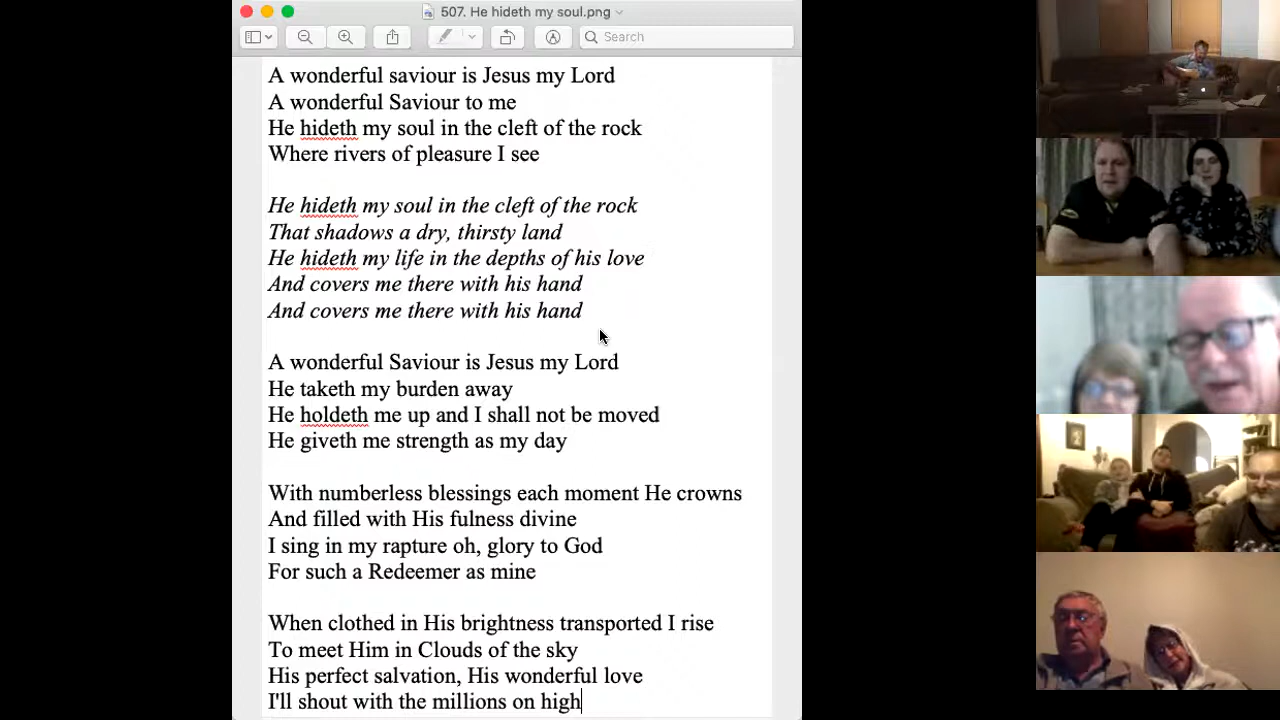 507. He hideth my soul.png
Search
A wonderful saviour is Jesus my Lord
A wonderful Saviour to me
He hideth my soul in the cleft of the rock
Where rivers of pleasure I see
He hideth my soul in the cleft of the rock
That shadows a dry, thirsty land
He hideth my life in the depths of his love
And covers me there with his hand
And covers me there with his hand
A wonderful Saviour is Jesus my Lord
He taketh my burden away
He holdeth me up and I shall not be moved
He giveth me strength as my day
With numberless blessings each moment He crowns
And filled with His fulness divine
I sing in my rapture oh, glory to God
For such a Redeemer as mine
When clothed in His brightness transported I rise
To meet Him in Clouds of the sky
His perfect salvation, His wonderful love
I'll shout with the millions on high